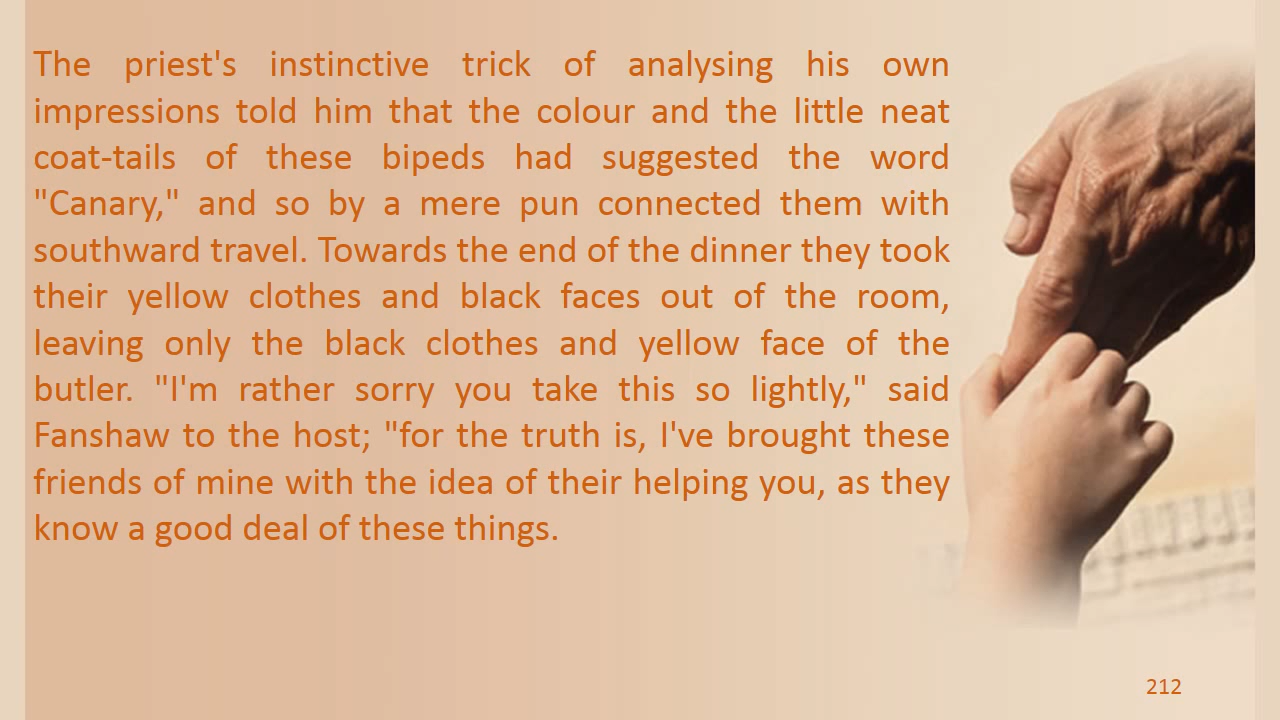 The priest's instinctive trick of analysing his own
impressions told him that the colour and the little neat
coat-tails of these bipeds had suggested the word
"Canary," and so by a mere pun connected them with
southward travel. Towards the end of the dinner they took
their yellow clothes and black faces out of the room,
leaving only the black clothes and yellow face of the
butler. "I'm rather sorry you take this so lightly," said
Fanshaw to the host; "for the truth is, I've brought these
friends of mine with the idea of their helping you, as they
know a good deal of these things.
212